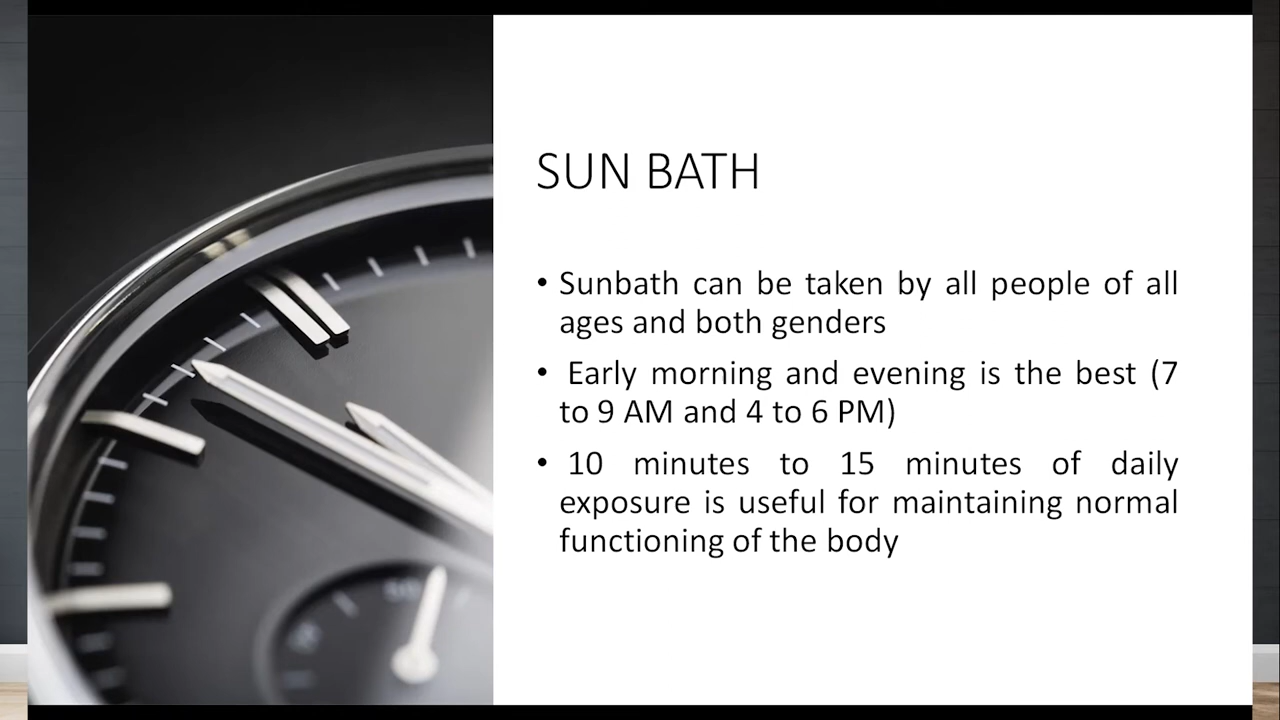 SUN BATH
• Sunbath can be taken by all people of all
ages and both genders
• Early morning and evening is the best (7
to 9 AM and 4 to 6 PM)
• 10 minutes to 15 minutes of daily
exposure is useful for maintaining normal
functioning of the body